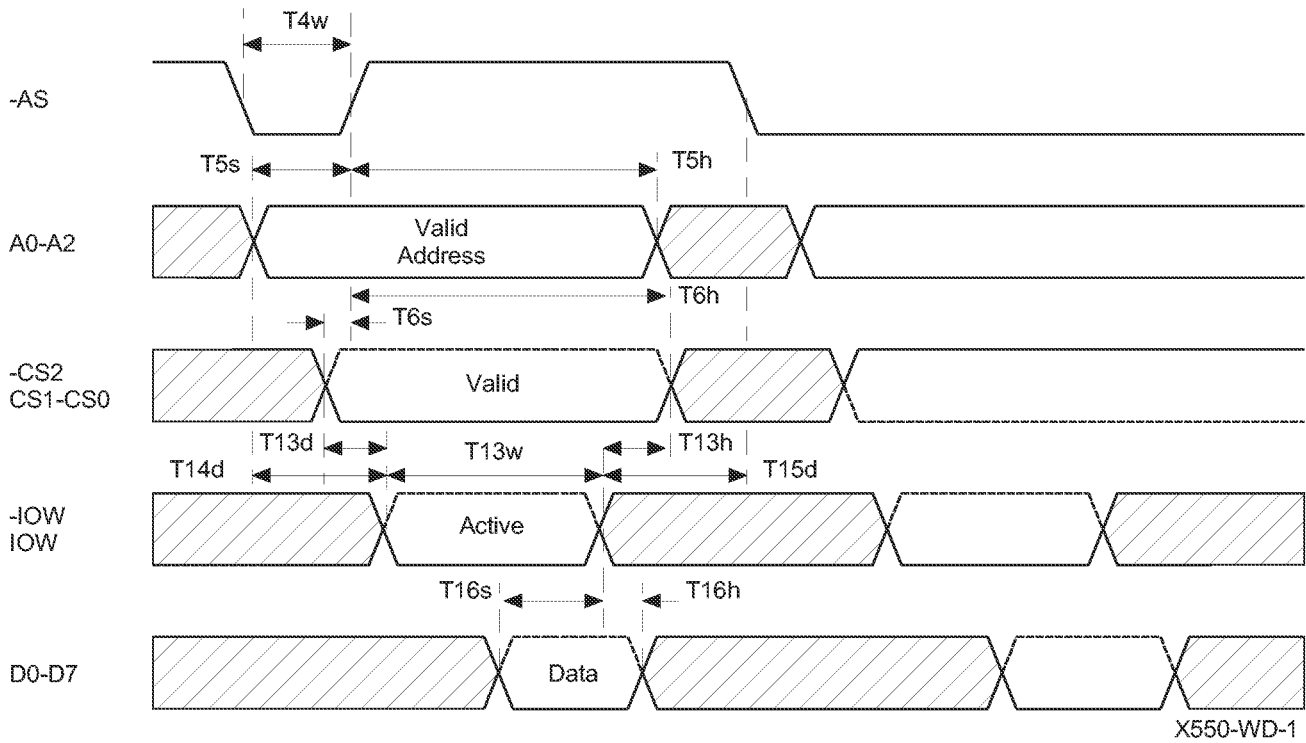 T4w
-AS
T5s
T5h
A0-A2
Valid
Address
T6h
T6s
-CS2
CS1-CS0
Valid
T13d
T13w
T13h
T14d
T15d
-IOW
IOW
Active
T16s
T16h
D0-D7
Data
X550-WD-1